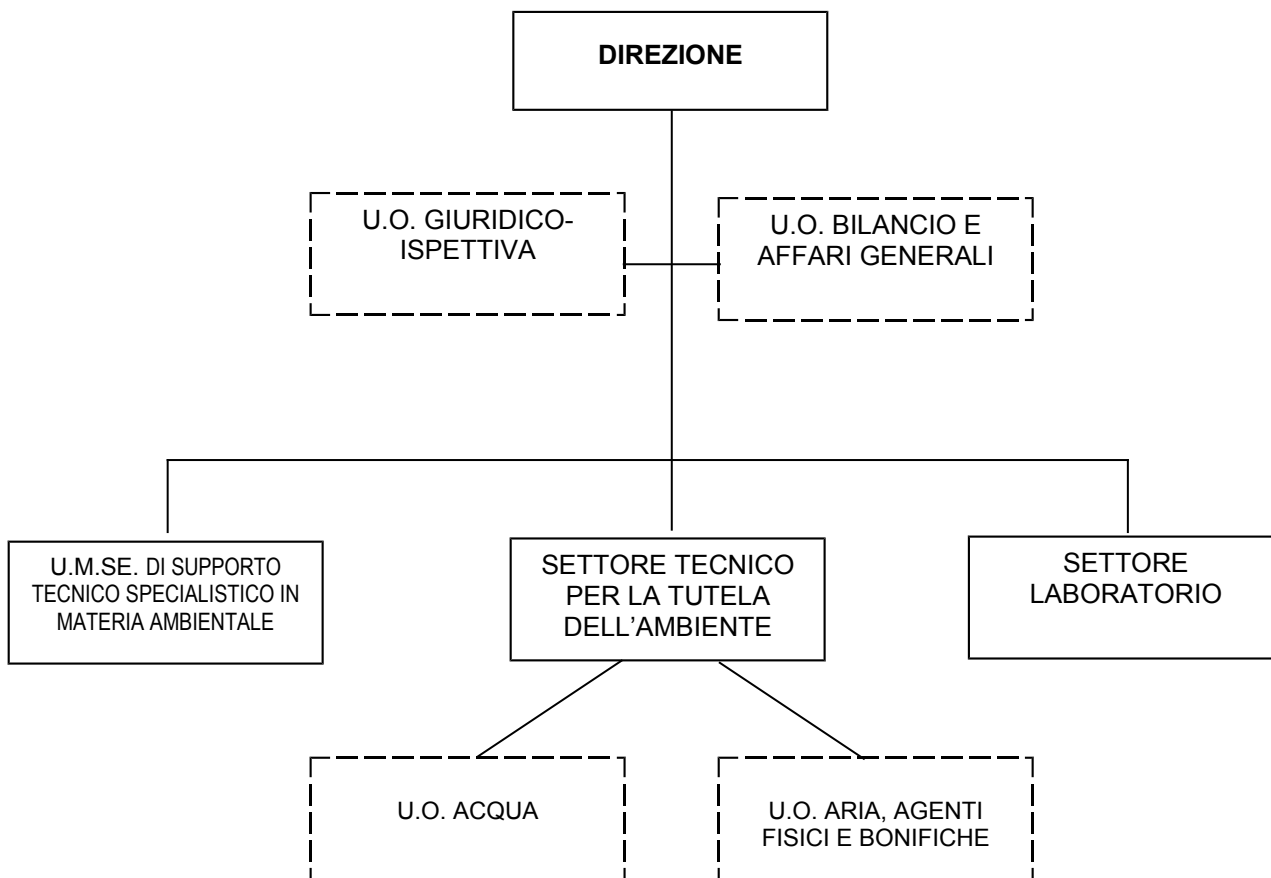 DIREZIONE
U.O. GIURIDICO-
ISPETTIVA
U.O. BILANCIO E
AFFARI GENERALI
U.M.SE. DI SUPPORTO
TECNICO SPECIALISTICO IN
MATERIA AMBIENTALE
SETTORE TECNICO
PER LA TUTELA
DELL'AMBIENTE
SETTORE
LABORATORIO
U.O. ACQUA
U.O. ARIA, AGENTI
FISICI E BONIFICHE